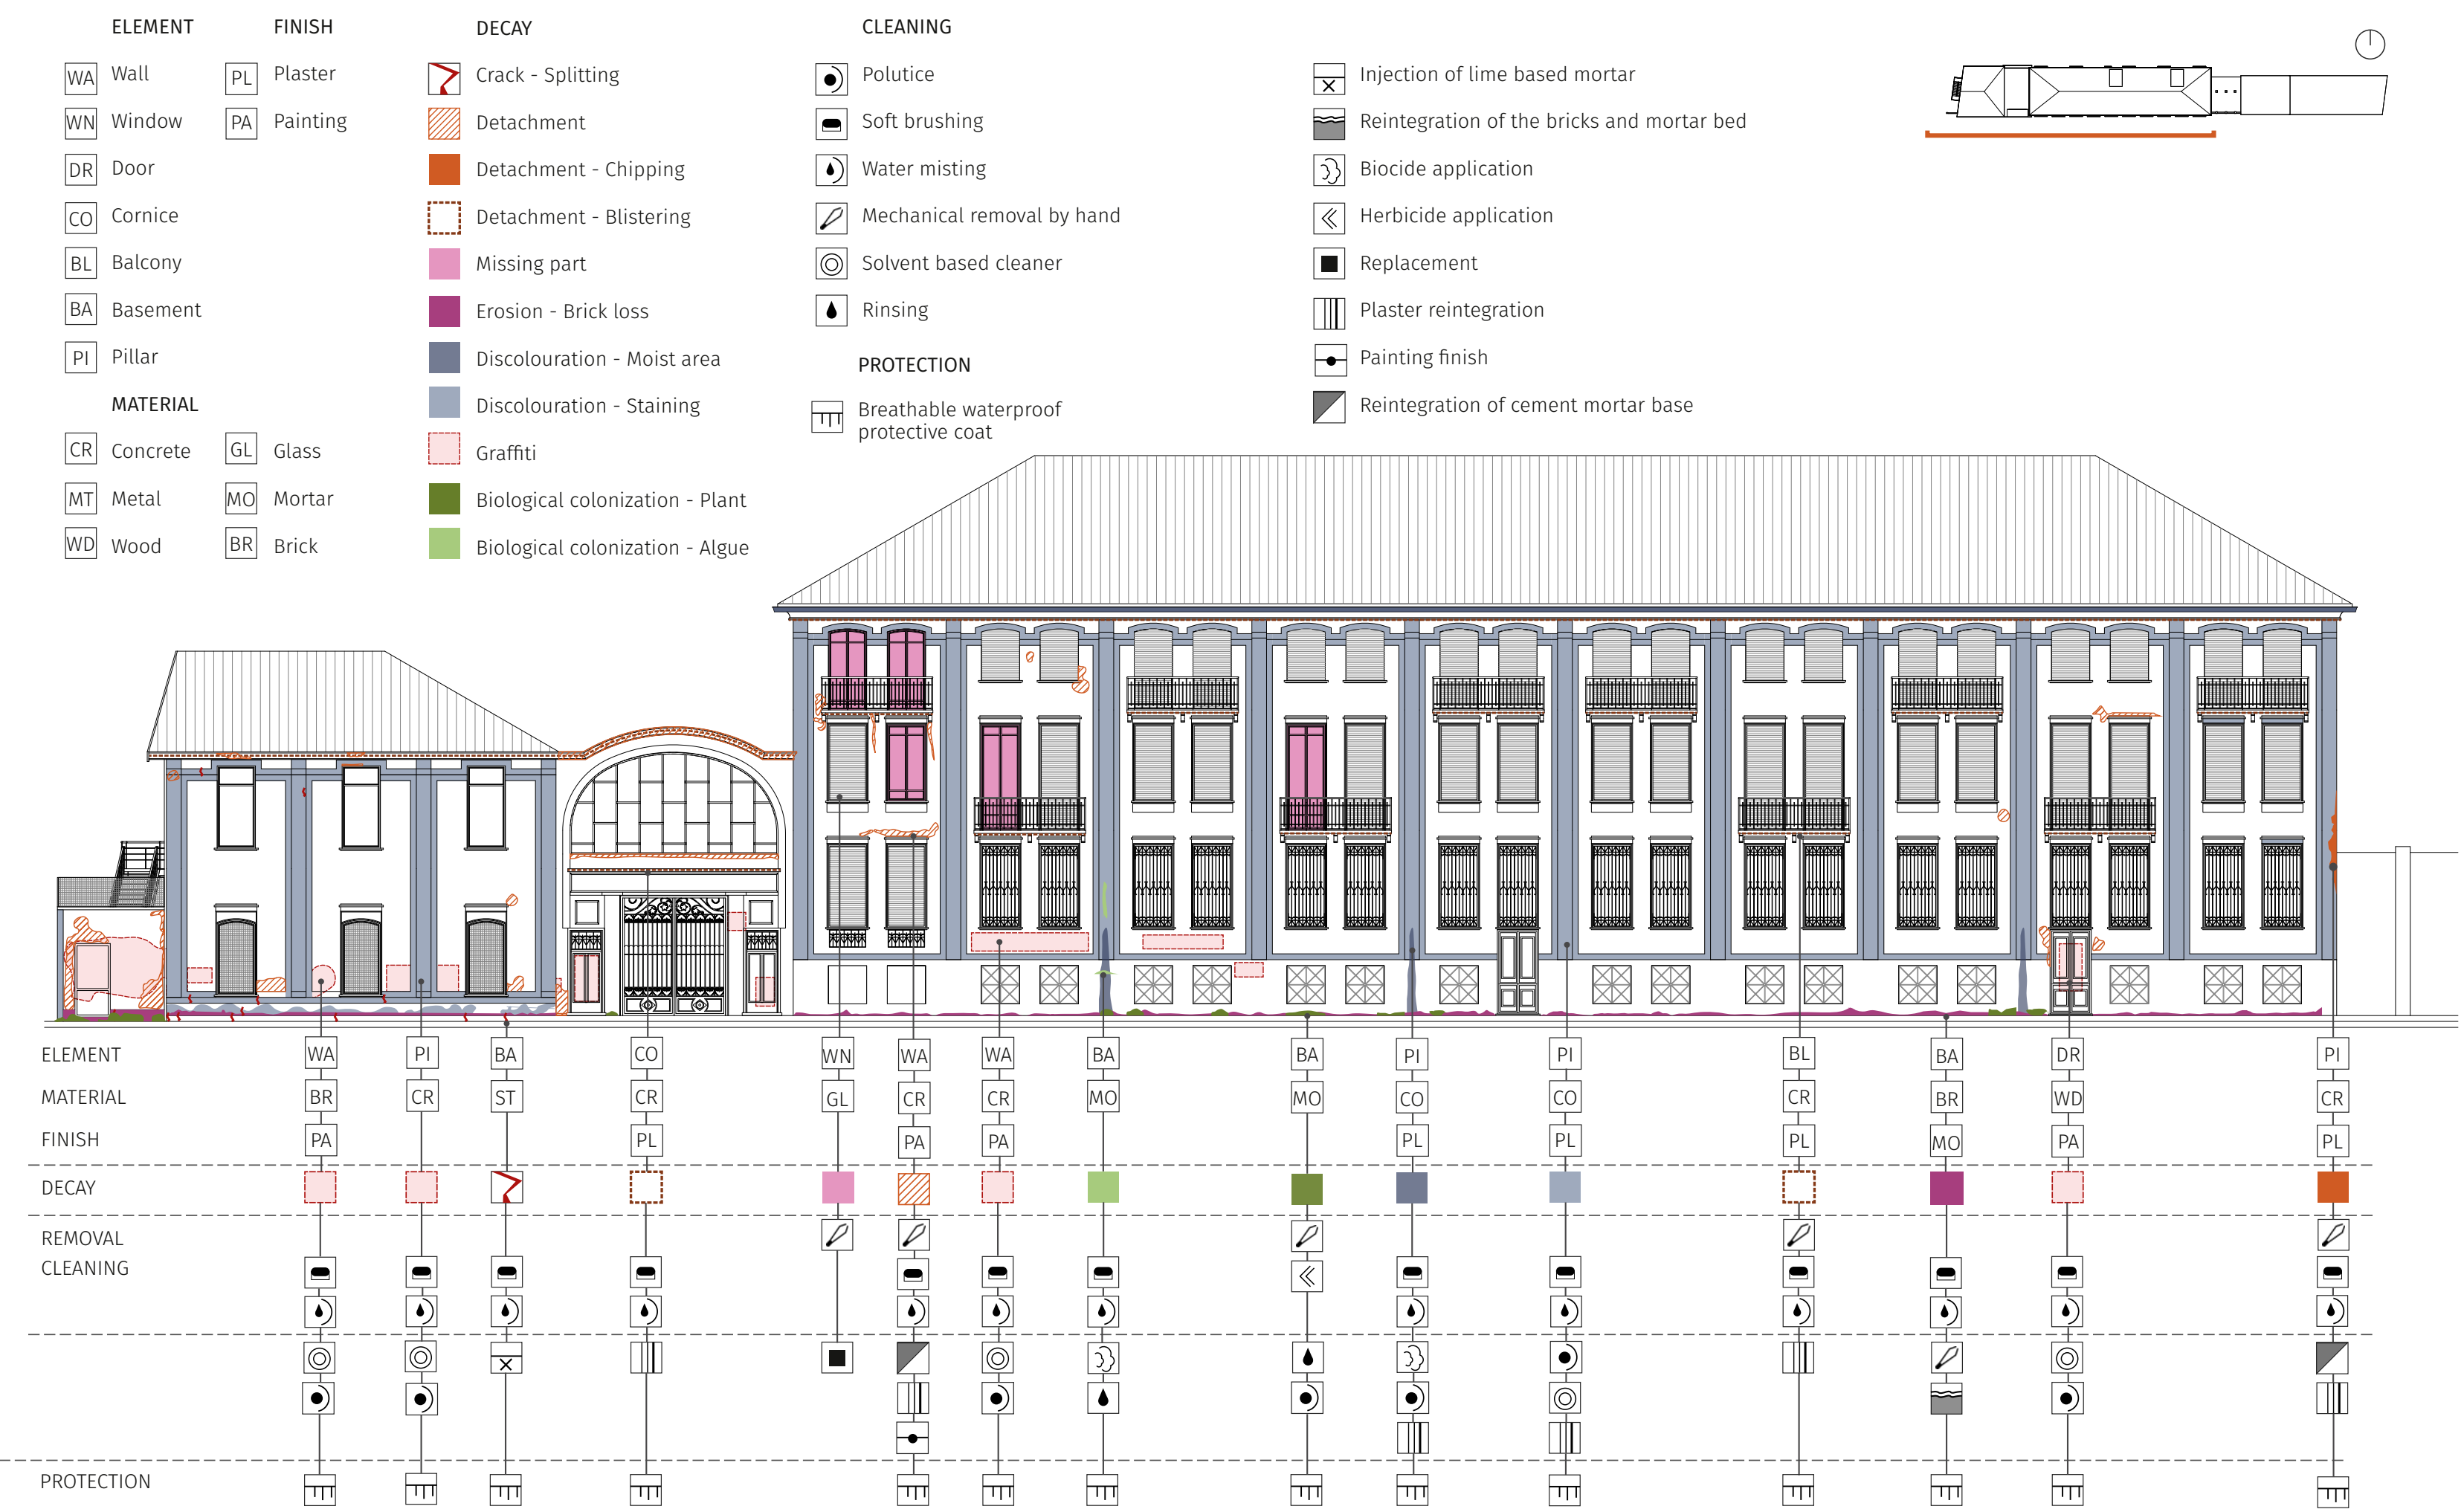 ELEMENT
WA Wall
WN Window
DR Door
CO Cornice
BL Balcony
BA Basement
PI Pillar
MATERIAL
CR Concrete
MT Metal
WD Wood
GL Glass
MO Mortar
BR Brick
FINISH
PL Plaster
PA Painting
DECAY
Crack - Splitting
Detachment
Detachment - Chipping
Detachment - Blistering
Missing part
Erosion - Brick loss
Discolouration - Moist area
Discolouration - Staining
Graffiti
Biological colonization - Plant
Biological colonization - Algue
CLEANING
Polutice
Soft brushing
Water misting
Mechanical removal by hand
Solvent based cleaner
Rinsing
PROTECTION
Breathable waterproof
protective coat
Injection of lime based mortar
Reintegration of the bricks and mortar bed
Biocide application
Herbicide application
Replacement
Plaster reintegration
Painting finish
Reintegration of cement mortar base
ELEMENT WA PI BA CO WN WA WA BA BA PI PI BL BA DR PI
MATERIAL BR CR ST CR GL CR CR MO MO CO CO CR BR WD CR
FINISH PA PL PA PA PL PL PL MO PA PL
DECAY
REMOVAL
CLEANING
PROTECTION